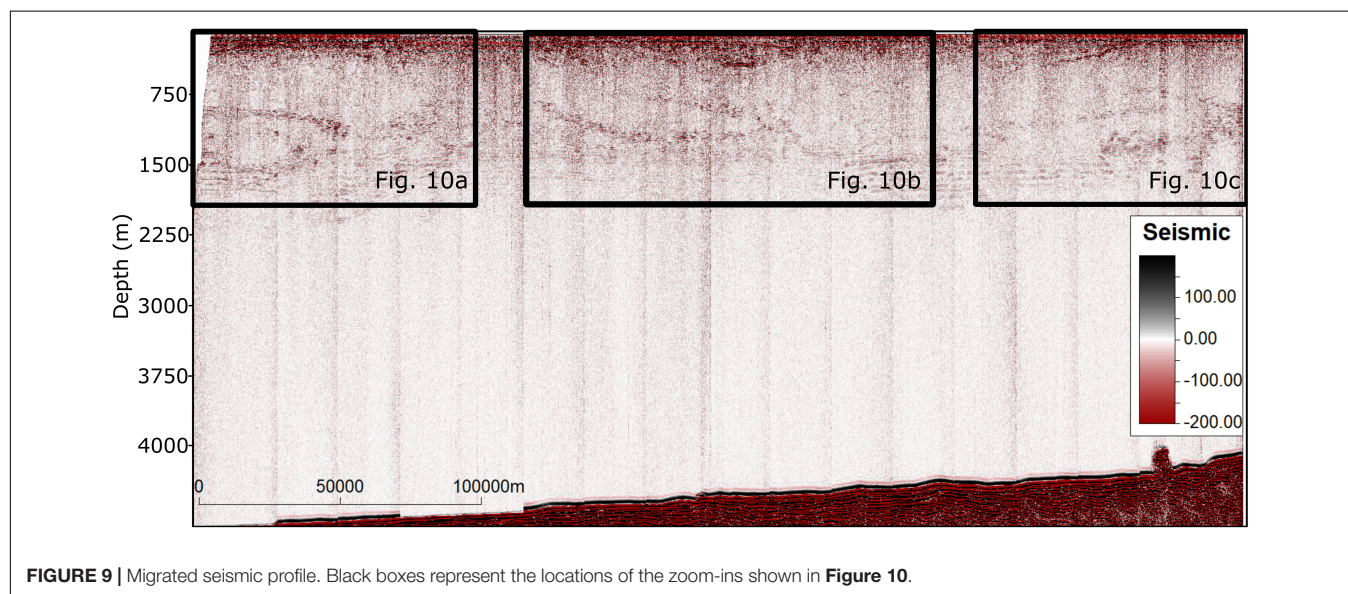 750
1500
2250
3000
3750
4000
Depth (m)
Fig. 10a
Fig. 10b
Fig. 10c
Seismic
100.00
0.00
-100.00
-200.00
0 50000 100000m
FIGURE 9 | Migrated seismic profile. Black boxes represent the locations of the zoom-ins shown in Figure 10.